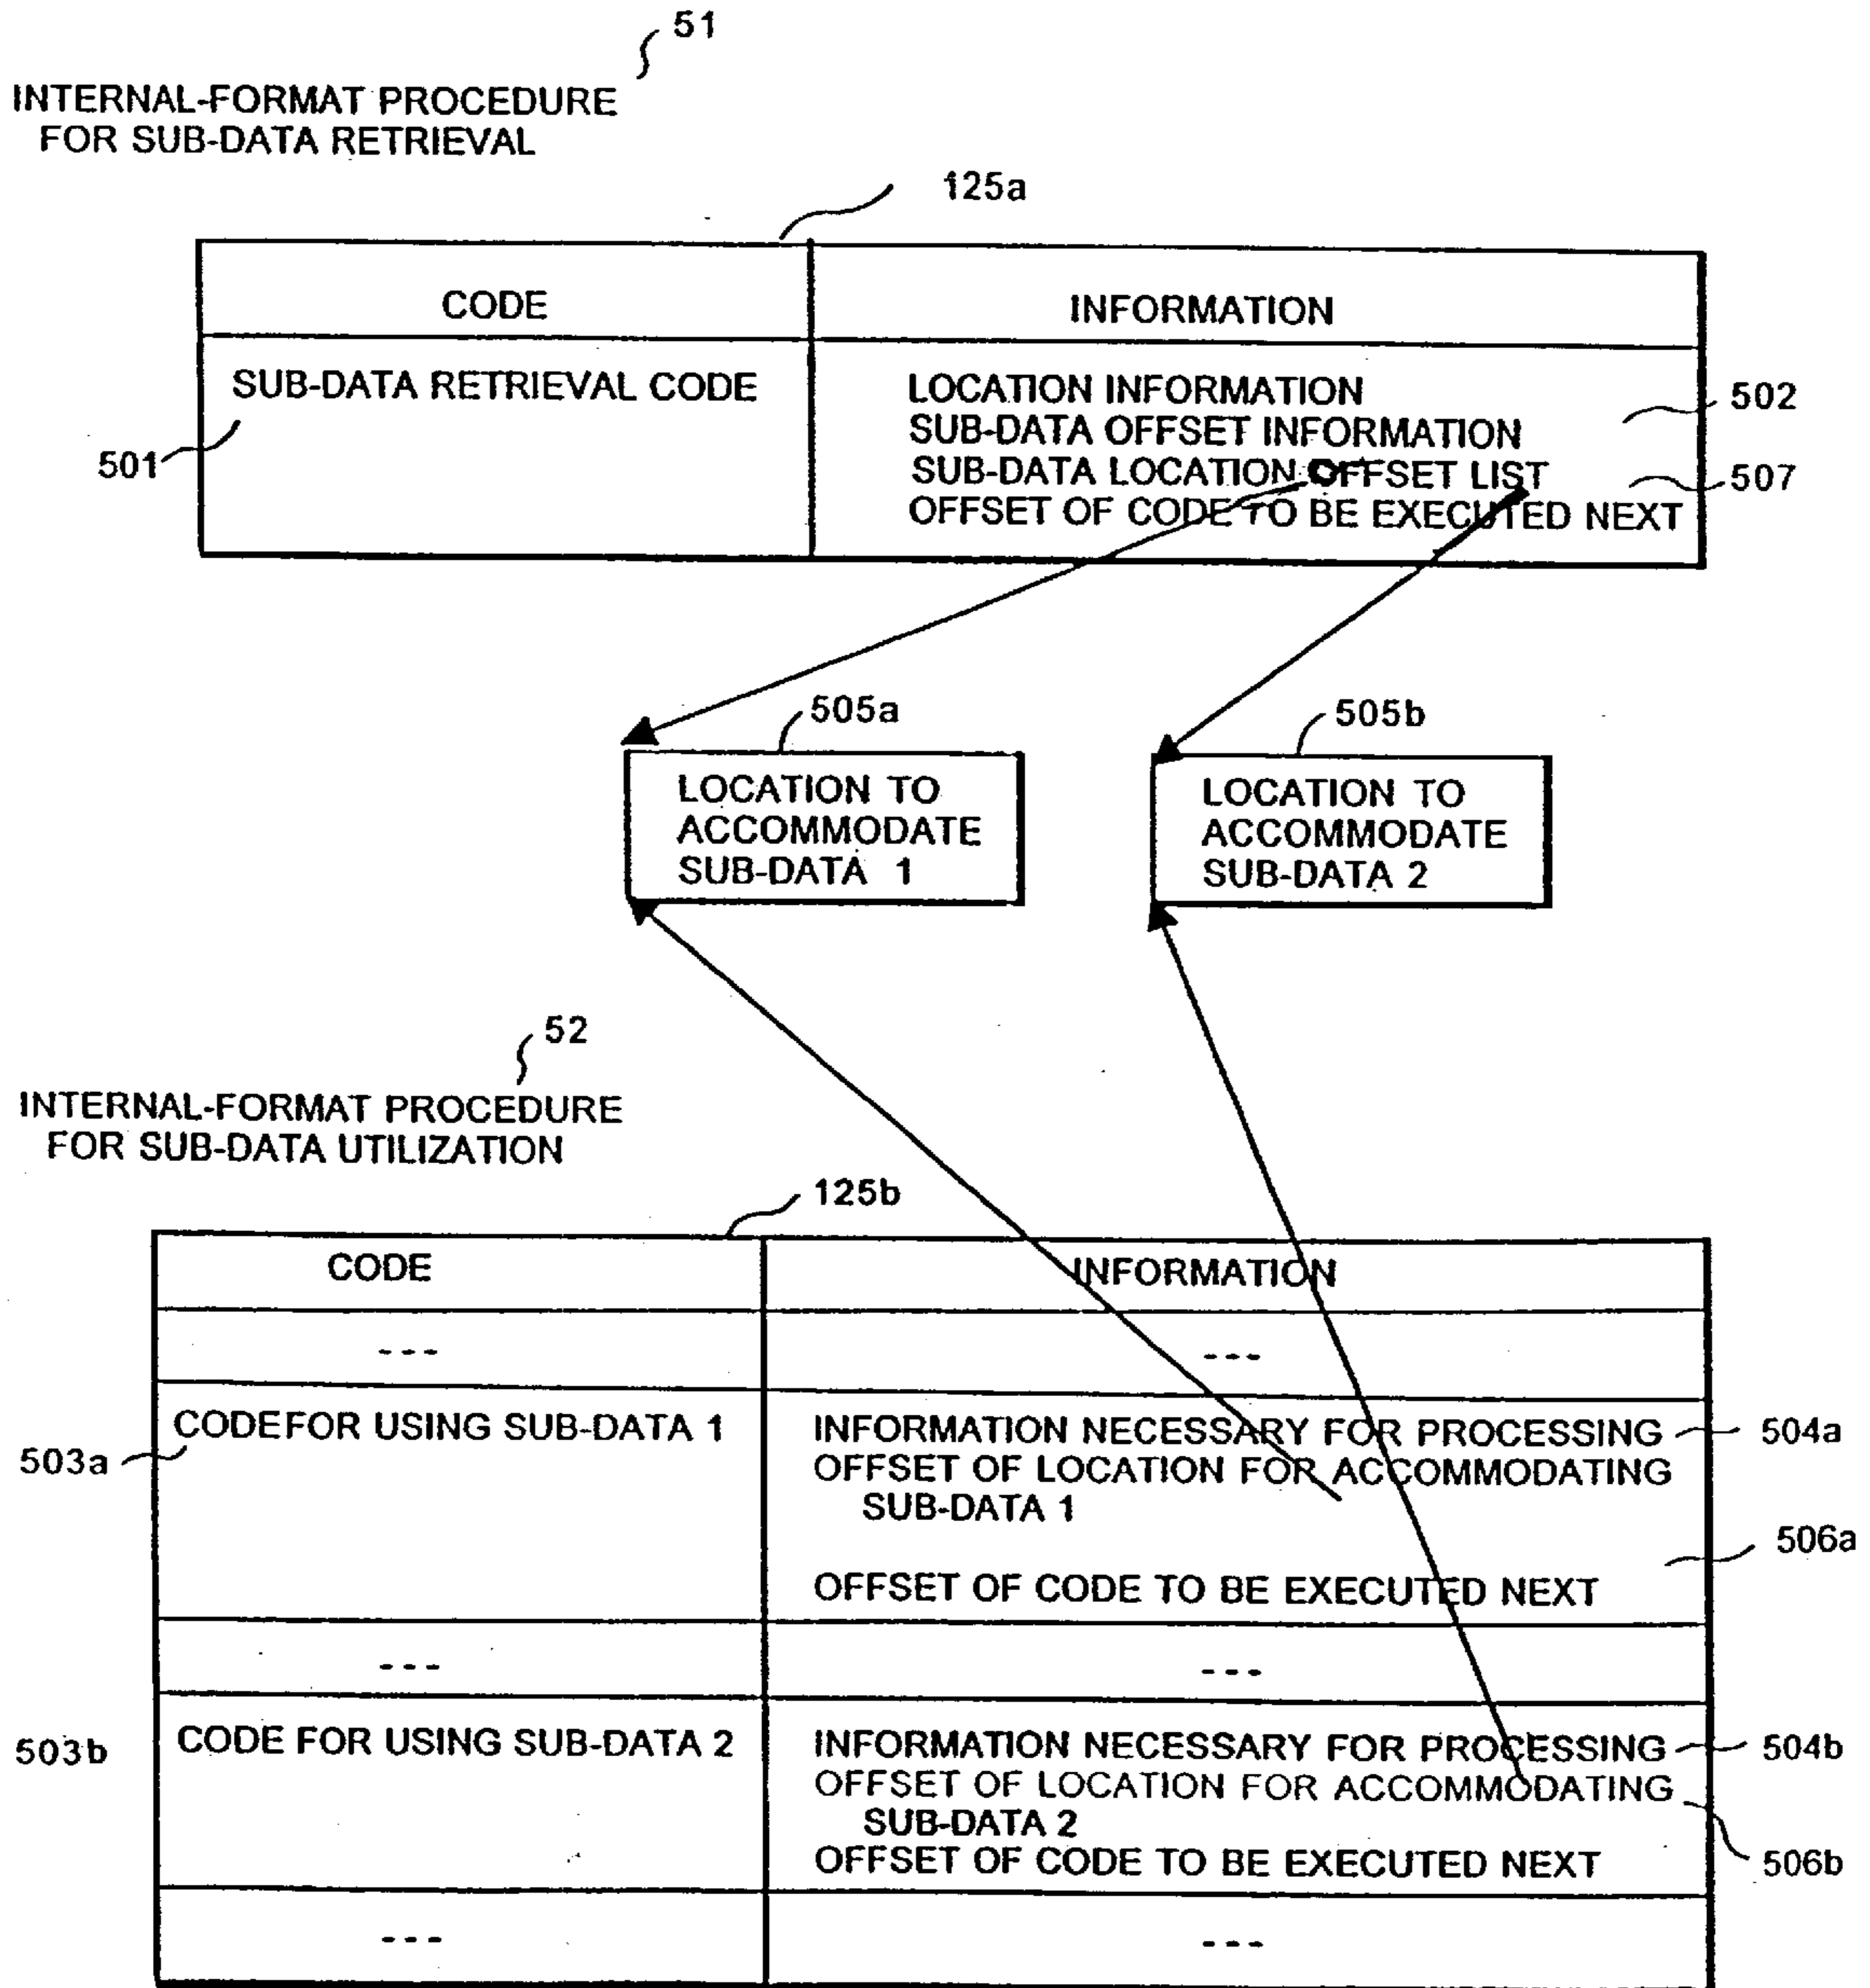 51
INTERNAL-FORMAT PROCEDURE
FOR SUB-DATA RETRIEVAL
125a
CODE
INFORMATION
SUB-DATA RETRIEVAL CODE
501
LOCATION INFORMATION
SUB-DATA OFFSET INFORMATION
SUB-DATA LOCATION OFFSET LIST
OFFSET OF CODE TO BE EXECUTED NEXT
502
507
505a
LOCATION TO
ACCOMMODATE
SUB-DATA 1
505b
LOCATION TO
ACCOMMODATE
SUB-DATA 2
52
INTERNAL-FORMAT PROCEDURE
FOR SUB-DATA UTILIZATION
125b
CODE
INFORMATION
---
---
CODEFOR USING SUB-DATA 1
503a
INFORMATION NECESSARY FOR PROCESSING
OFFSET OF LOCATION FOR ACCOMMODATING
SUB-DATA 1
OFFSET OF CODE TO BE EXECUTED NEXT
504a
506a
---
---
503b
CODE FOR USING SUB-DATA 2
INFORMATION NECESSARY FOR PROCESSING
OFFSET OF LOCATION FOR ACCOMMODATING
SUB-DATA 2
OFFSET OF CODE TO BE EXECUTED NEXT
504b
506b
---
---